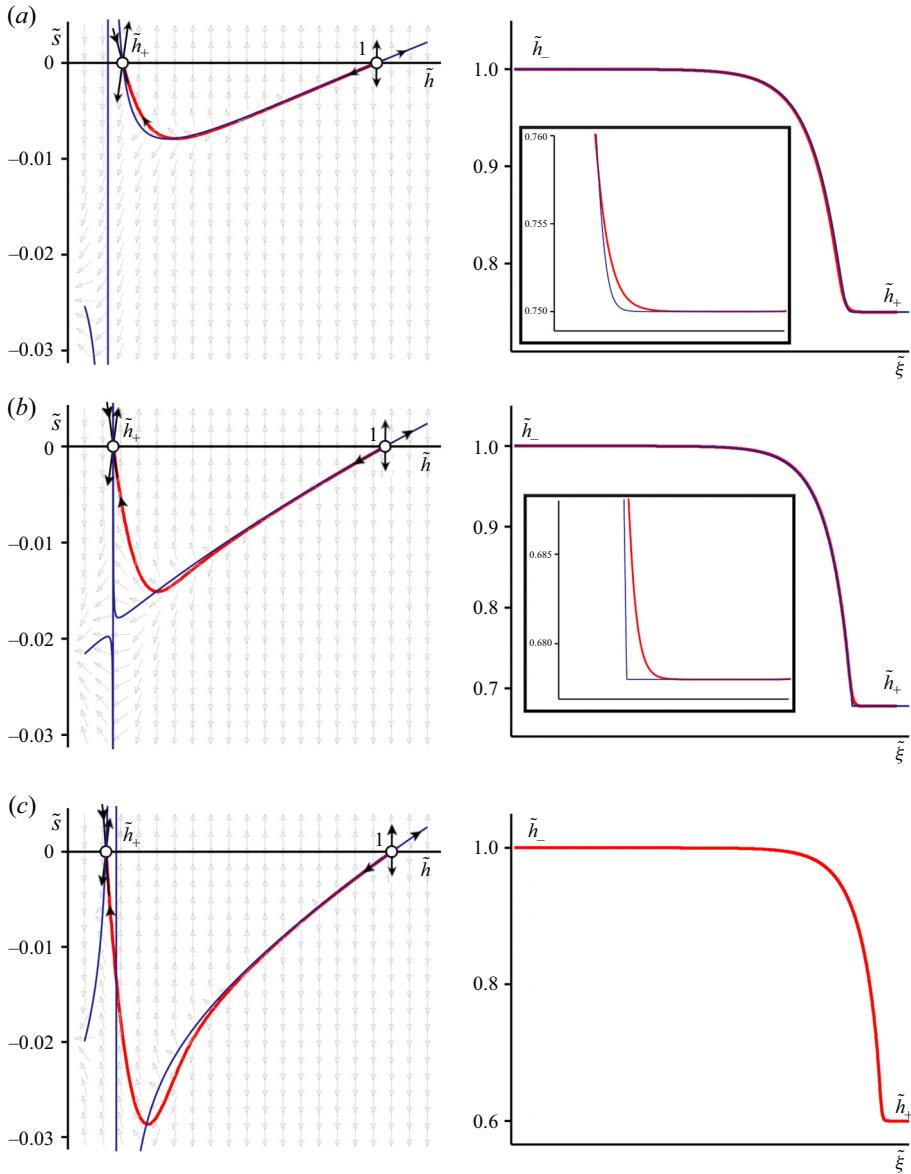 (a)
s̃
h̃₊
1
0
h̃
–0.01
–0.02
–0.03
h̃₋
1.0
0.9
0.8
0.760
0.755
0.750
h̃₊
ξ̃
(b)
s̃
h̃₊
1
0
h̃
–0.01
–0.02
–0.03
h̃₋
1.0
0.9
0.8
0.7
0.685
0.680
h̃₊
ξ̃
(c)
s̃
h̃₊
1
0
h̃
–0.01
–0.02
–0.03
h̃₋
1.0
0.8
0.6
h̃₊
ξ̃